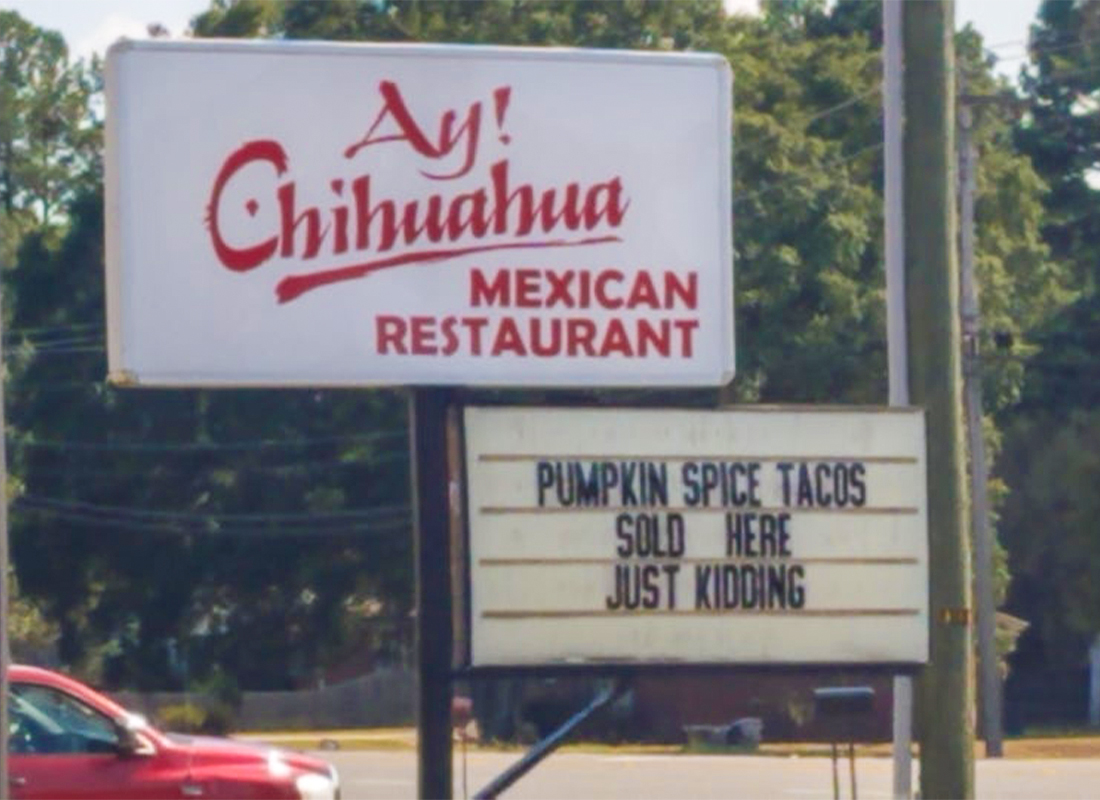 Ay!
Chihuahua
MEXICAN
RESTAURANT
PUMPKIN SPICE TACOS
SOLD HERE
JUST KIDDING